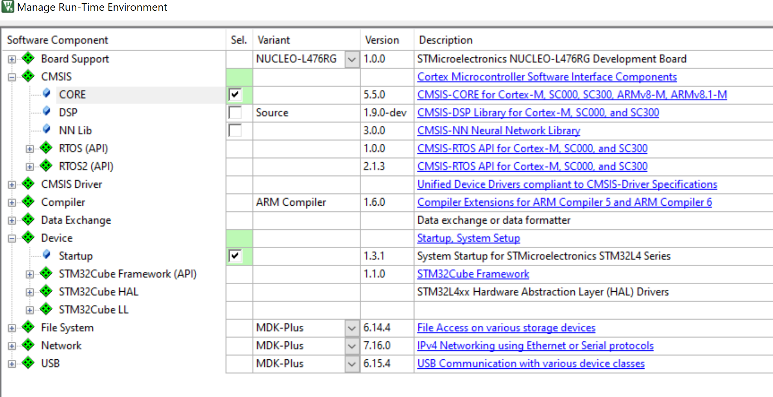 Manage Run-Time Environment
Software Component Sel. Variant Version Description
Board Support NUCLEO-L476RG 1.0.0 STMicroelectronics NUCLEO-L476RG Development Board
CMSIS Cortex Microcontroller Software Interface Components
CORE 5.5.0 CMSIS-CORE for Cortex-M, SC000, SC300, ARMv8-M, ARMv8.1-M
DSP Source 1.9.0-dev CMSIS-DSP Library for Cortex-M, SC000, and SC300
NN Lib 3.0.0 CMSIS-NN Neural Network Library
RTOS (API) 1.0.0 CMSIS-RTOS API for Cortex-M, SC000, and SC300
RTOS2 (API) 2.1.3 CMSIS-RTOS API for Cortex-M, SC000, and SC300
CMSIS Driver Unified Device Drivers compliant to CMSIS-Driver Specifications
Compiler ARM Compiler 1.6.0 Compiler Extensions for ARM Compiler 5 and ARM Compiler 6
Data Exchange Data exchange or data formatter
Device Startup, System Setup
Startup 1.3.1 System Startup for STMicroelectronics STM32L4 Series
STM32Cube Framework (API) 1.1.0 STM32Cube Framework
STM32Cube HAL STM32L4xx Hardware Abstraction Layer (HAL) Drivers
STM32Cube LL
File System MDK-Plus 6.14.4 File Access on various storage devices
Network MDK-Plus 7.16.0 IPv4 Networking using Ethernet or Serial protocols
USB MDK-Plus 6.15.4 USB Communication with various device classes